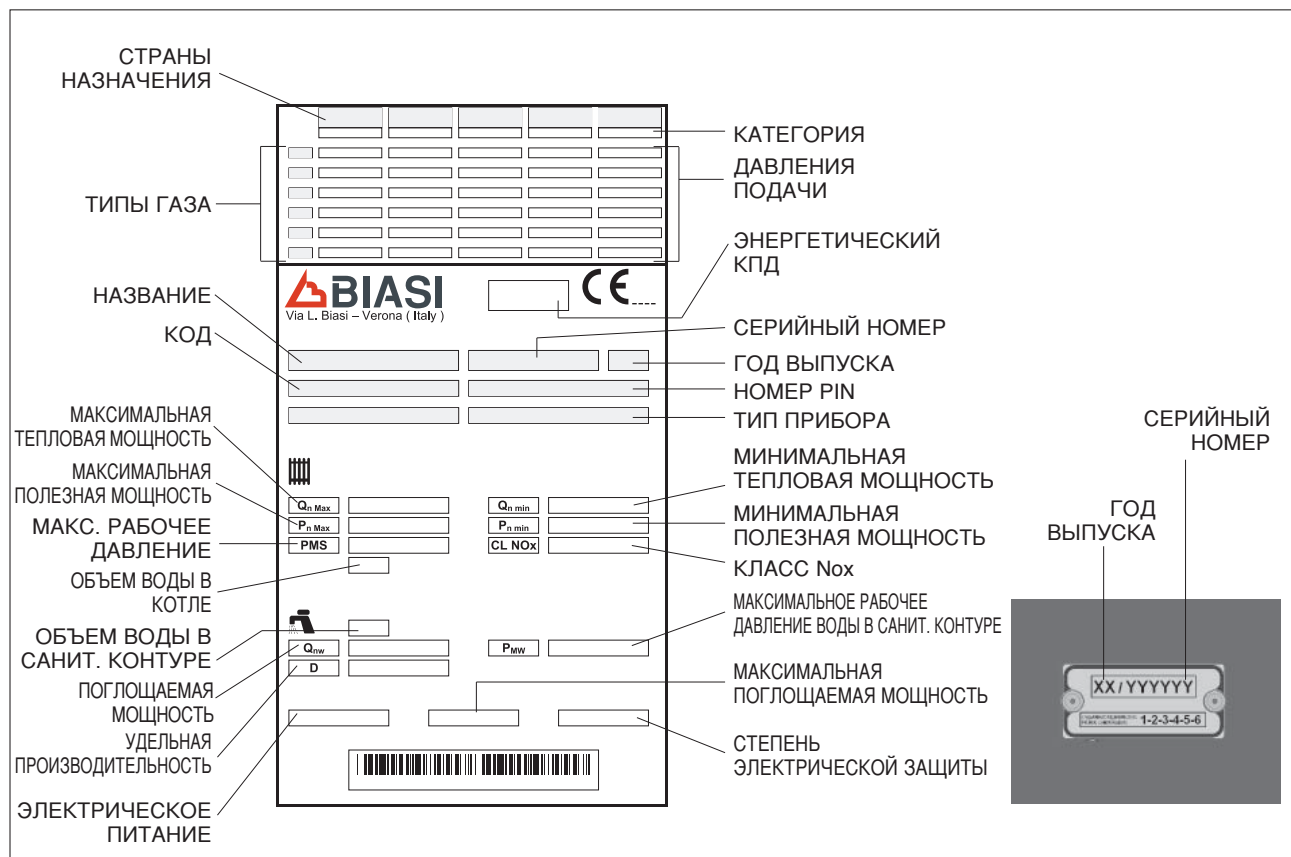 СТРАНЫ
НАЗНАЧЕНИЯ
ТИПЫ ГАЗА
НАЗВАНИЕ
КОД
МАКСИМАЛЬНАЯ
ТЕПЛОВАЯ МОЩНОСТЬ
МАКСИМАЛЬНАЯ
ПОЛЕЗНАЯ МОЩНОСТЬ
МАКС. РАБОЧЕЕ
ДАВЛЕНИЕ
ОБЪЕМ ВОДЫ В
КОТЛЕ
ОБЪЕМ ВОДЫ В
САНИТ. КОНТУРЕ
ПОГЛОЩАЕМАЯ
МОЩНОСТЬ
УДЕЛЬНАЯ
ПРОИЗВОДИТЕЛЬНОСТЬ
ЭЛЕКТРИЧЕСКОЕ
ПИТАНИЕ
BIASI
Via L. Biasi – Verona ( Italy )
CE
Qn Max
Pn Max
PMS
Qn min
Pn min
CL NOx
Qnw
D
PMW
КАТЕГОРИЯ
ДАВЛЕНИЯ
ПОДАЧИ
ЭНЕРГЕТИЧЕСКИЙ
КПД
СЕРИЙНЫЙ НОМЕР
ГОД ВЫПУСКА
НОМЕР PIN
ТИП ПРИБОРА
МИНИМАЛЬНАЯ
ТЕПЛОВАЯ МОЩНОСТЬ
МИНИМАЛЬНАЯ
ПОЛЕЗНАЯ МОЩНОСТЬ
КЛАСС Nox
МАКСИМАЛЬНОЕ РАБОЧЕЕ
ДАВЛЕНИЕ ВОДЫ В САНИТ. КОНТУРЕ
МАКСИМАЛЬНАЯ
ПОГЛОЩАЕМАЯ МОЩНОСТЬ
СТЕПЕНЬ
ЭЛЕКТРИЧЕСКОЙ ЗАЩИТЫ
СЕРИЙНЫЙ
НОМЕР
ГОД
ВЫПУСКА
XX/YYYYYY
1-2-3-4-5-6